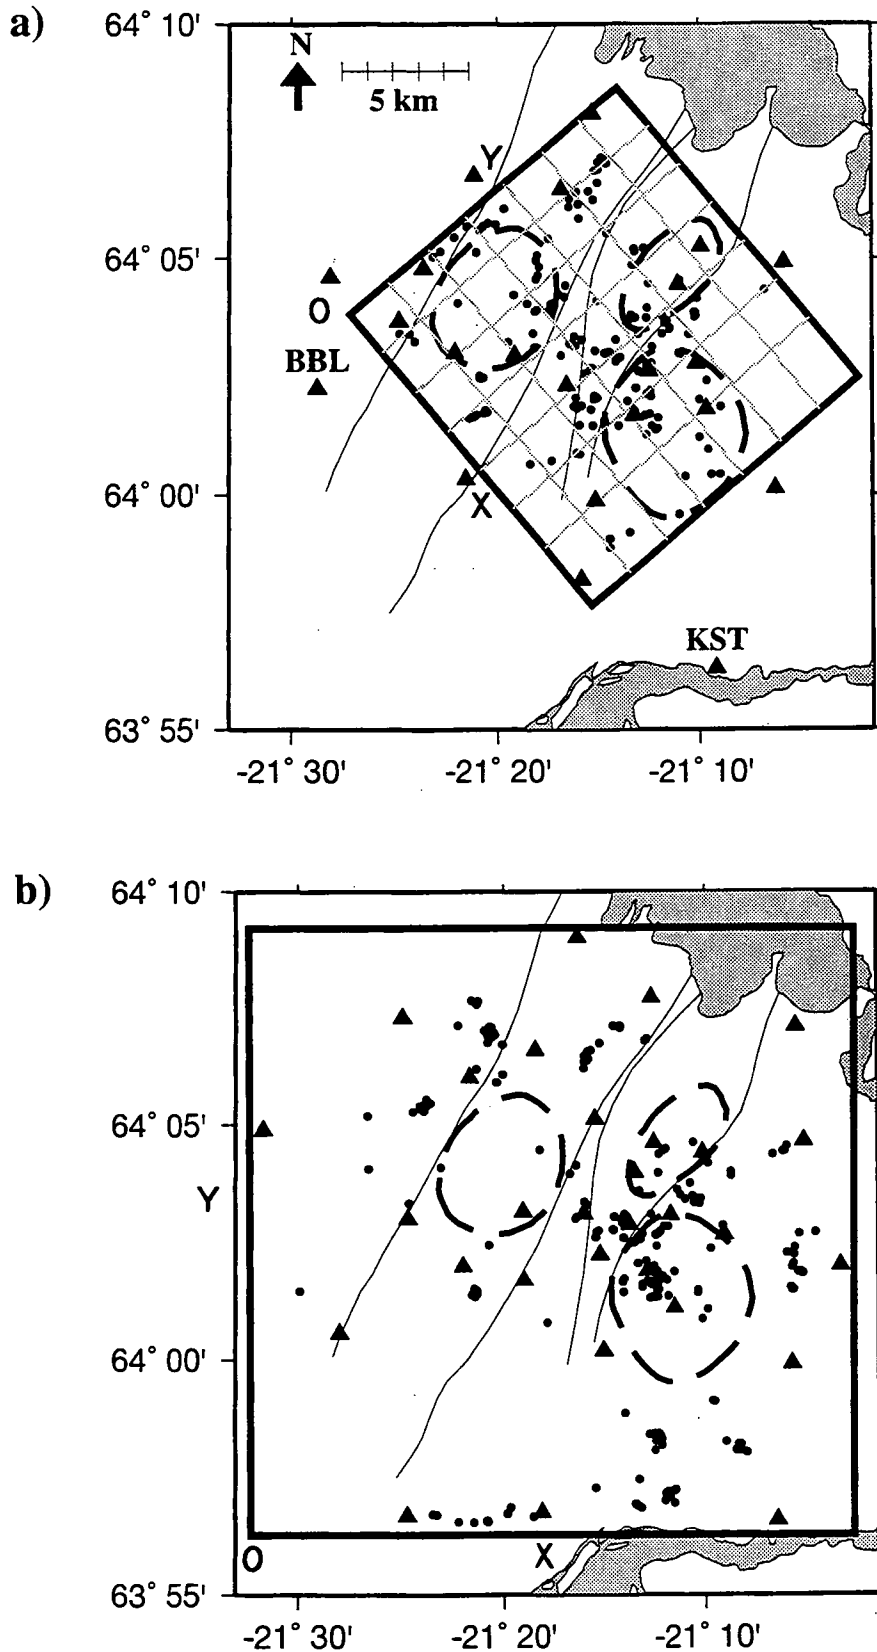 a)
64° 10'
N
5 km
Y
64° 05'
O
BBL
64° 00'
X
KST
63° 55'
-21° 30'
-21° 20'
-21° 10'
b)
64° 10'
64° 05'
Y
64° 00'
O
X
63° 55'
-21° 30'
-21° 20'
-21° 10'